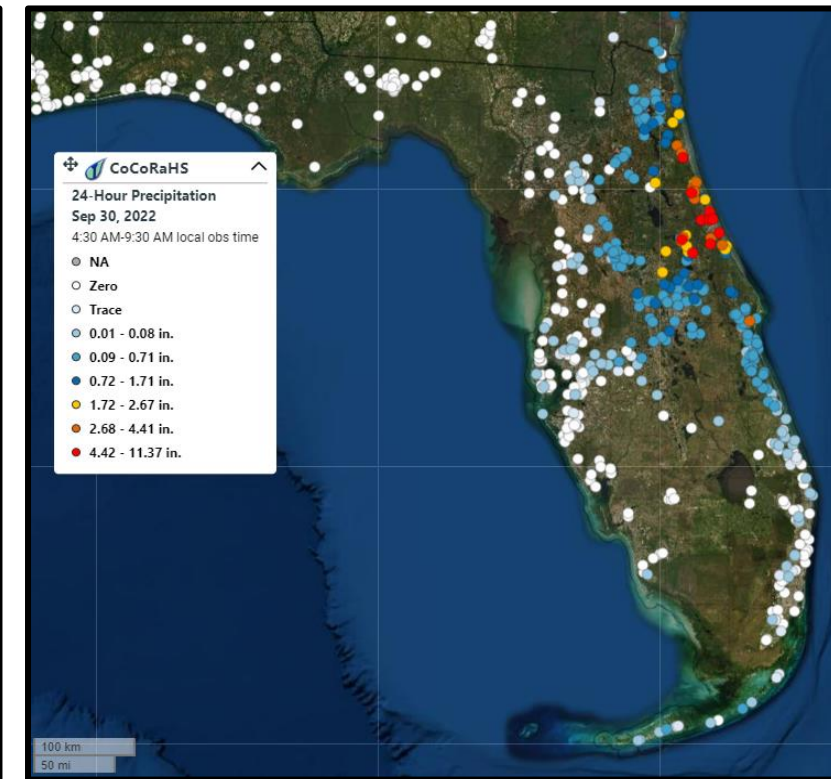 CoCoRaHS
24-Hour Precipitation
Sep 30, 2022
4:30 AM-9:30 AM local obs time
NA
Zero
Trace
0.01 - 0.08 in.
0.09 - 0.71 in.
0.72 - 1.71 in.
1.72 - 2.67 in.
2.68 - 4.41 in.
4.42 - 11.37 in.
100 km
50 mi